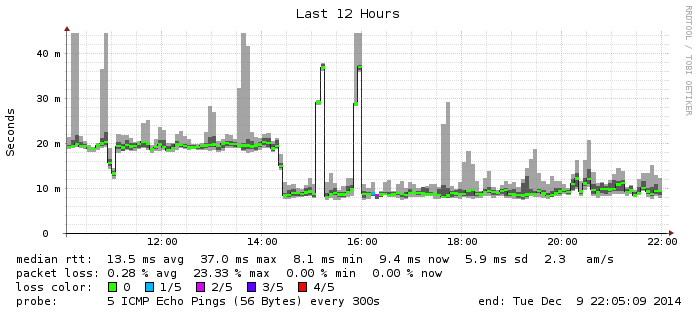 Last 12 Hours
RRDTOOL / TOBI OETIKER
Seconds
40 m
30 m
20 m
10 m
0
12:00 14:00 16:00 18:00 20:00 22:00
median rtt: 13.5 ms avg 37.0 ms max 8.1 ms min 9.4 ms now 5.9 ms sd 2.3 am/s
packet loss: 0.28 % avg 23.33 % max 0.00 % min 0.00 % now
loss color: 0 1/5 2/5 3/5 4/5
probe: 5 ICMP Echo Pings (56 Bytes) every 300s end: Tue Dec 9 22:05:09 2014